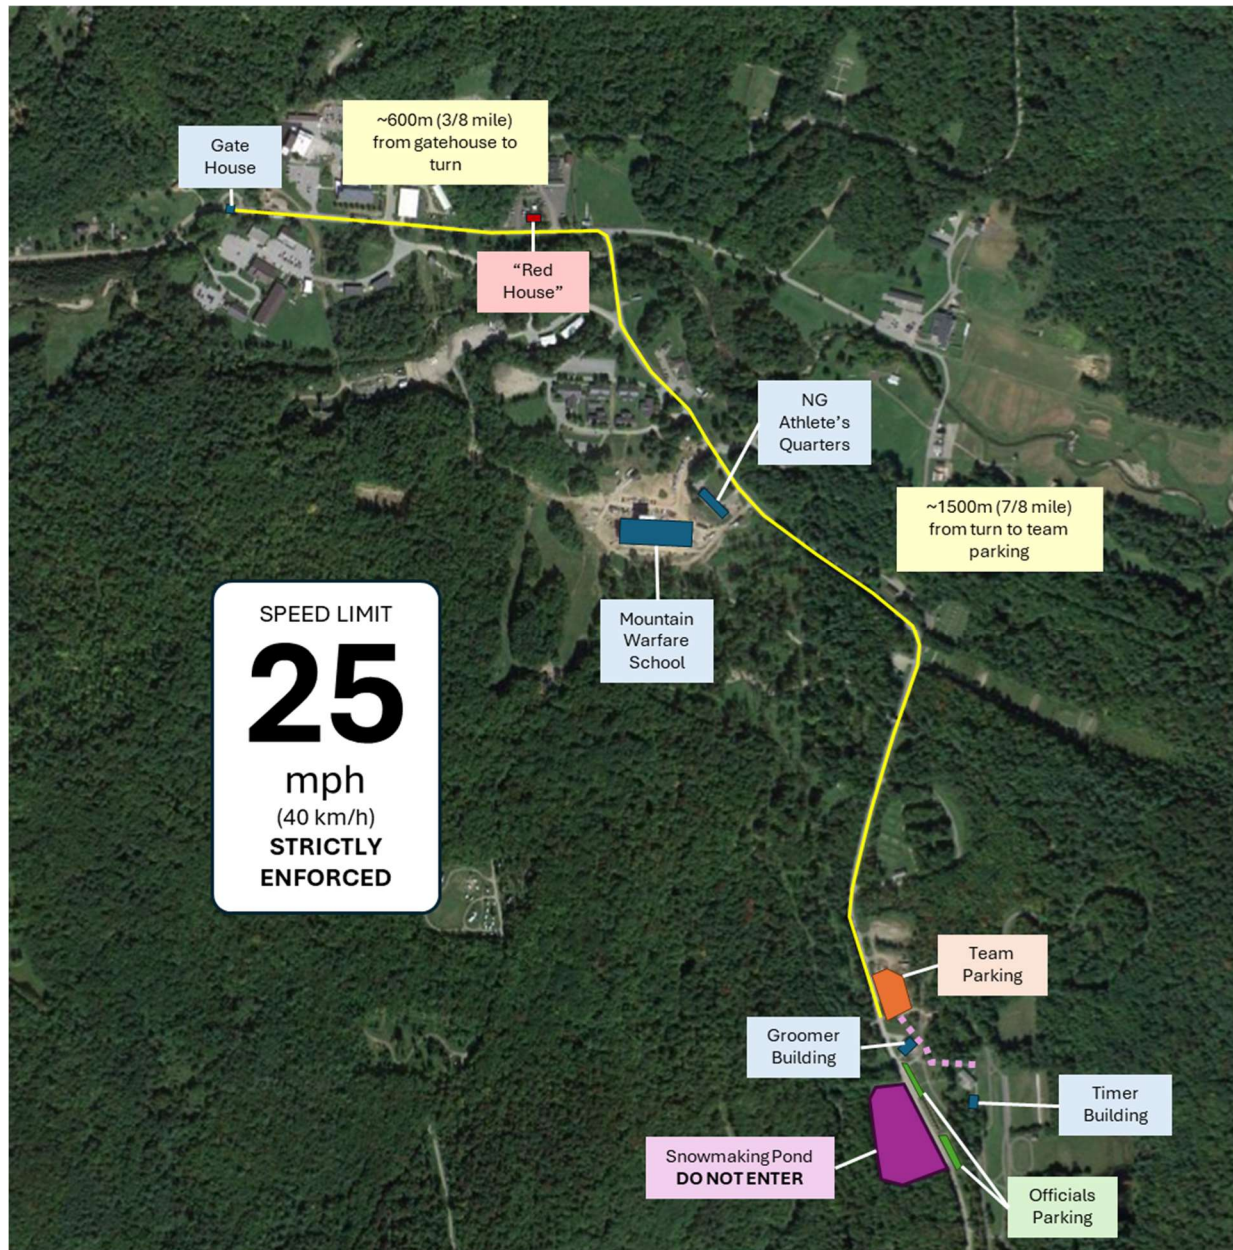 ~600m (3/8 mile)
from gatehouse to
turn
Gate
House
“Red
House”
NG
Athlete’s
Quarters
~1500m (7/8 mile)
from turn to team
parking
Mountain
Warfare
School
SPEED LIMIT
25
mph
(40 km/h)
STRICTLY
ENFORCED
Team
Parking
Groomer
Building
Timer
Building
Snowmaking Pond
DO NOT ENTER
Officials
Parking